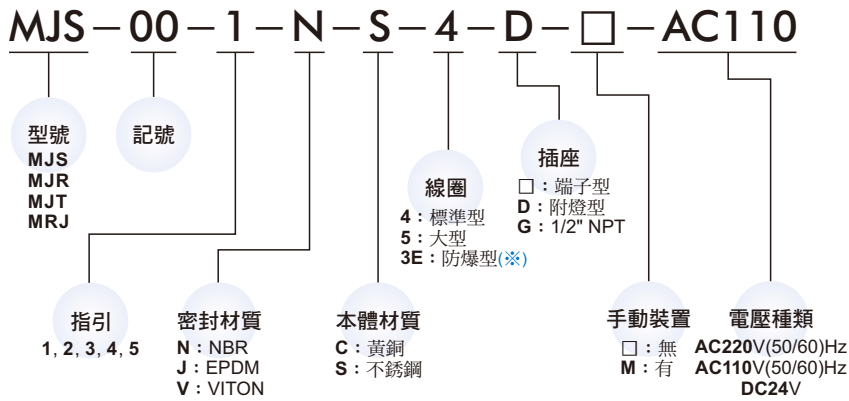 MJS－00－1－N－S－4－D－□－AC110
型號
MJS
MJR
MJT
MRJ
記號
指引
1, 2, 3, 4, 5
密封材質
N：NBR
J：EPDM
V：VITON
本體材質
C：黃銅
S：不銹鋼
線圈
4：標準型
5：大型
3E：防爆型(※)
插座
□：端子型
D：附燈型
G：1/2" NPT
手動裝置
□：無
M：有
電壓種類
AC220V(50/60)Hz
AC110V(50/60)Hz
DC24V